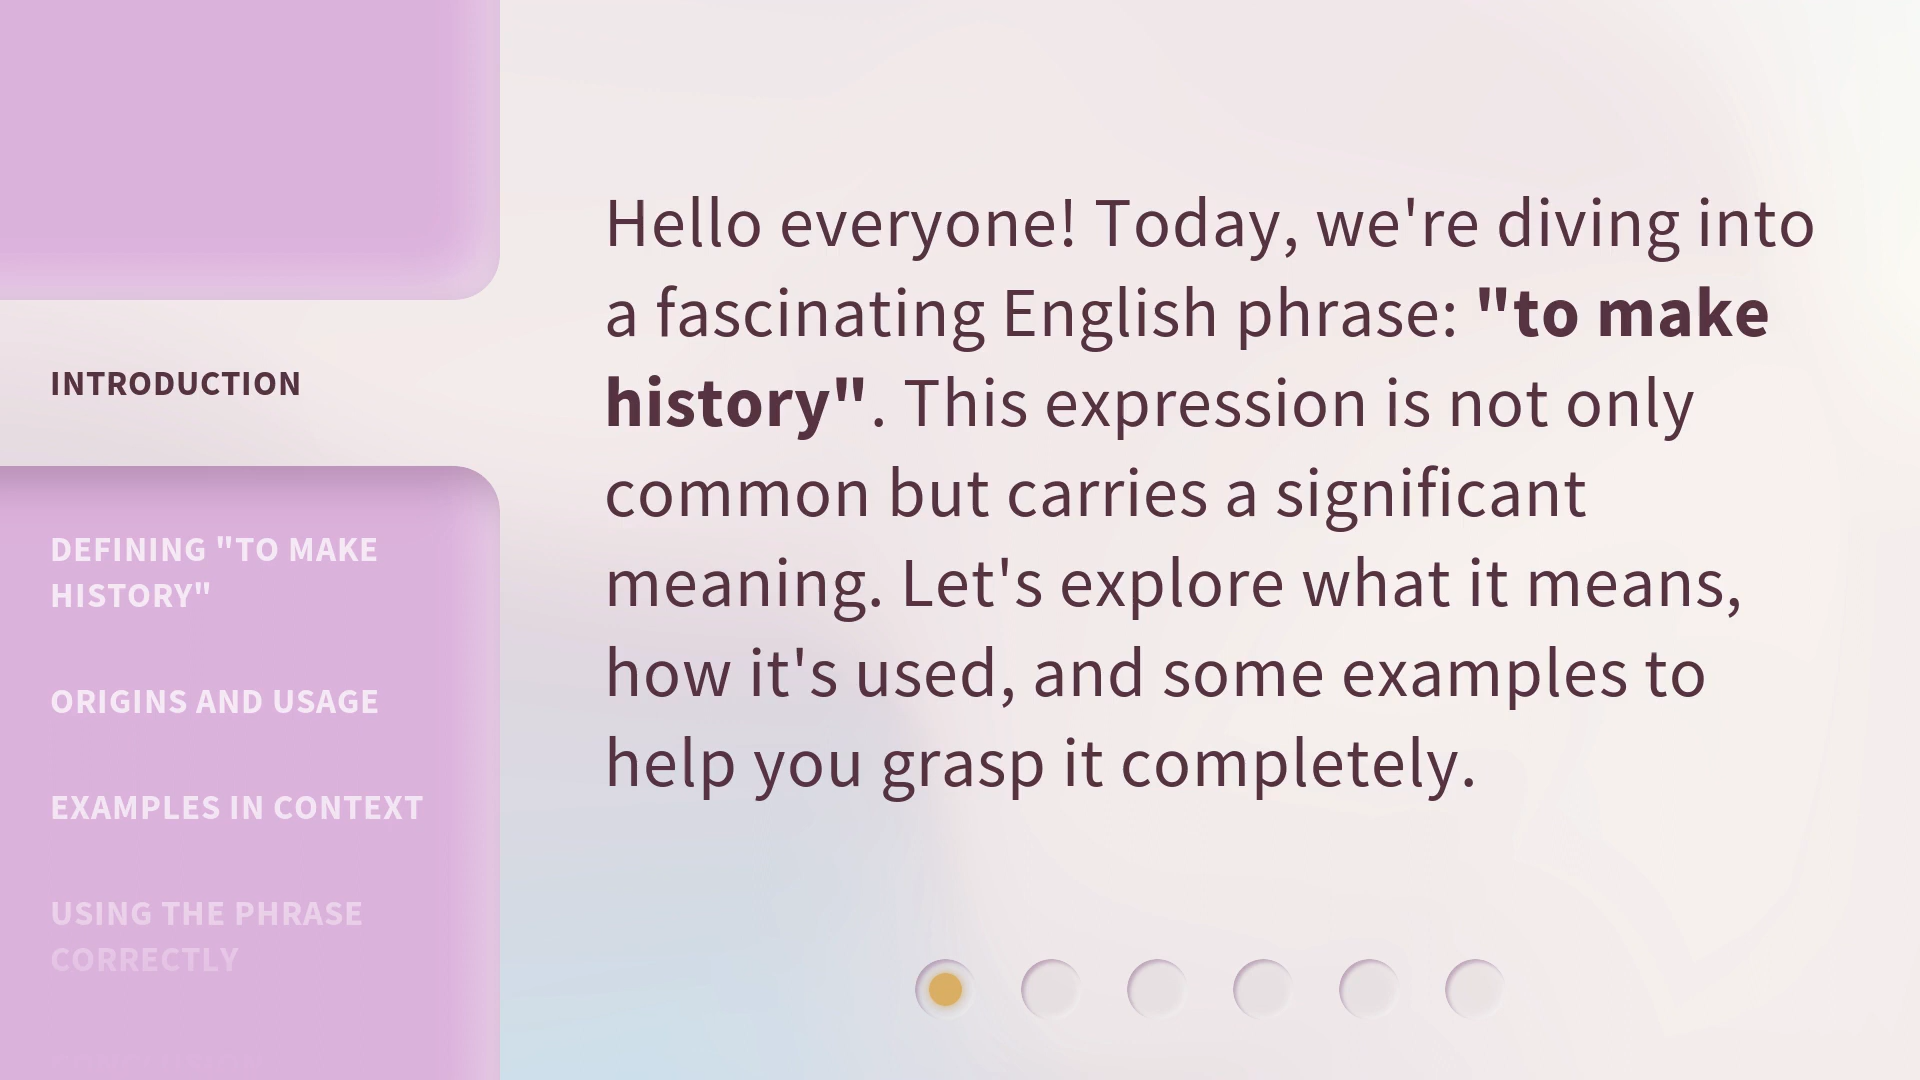 INTRODUCTION
DEFINING "TO MAKE
HISTORY"
ORIGINS AND USAGE
EXAMPLES IN CONTEXT
USING THE PHRASE
CORRECTLY
Hello everyone! Today, we're diving into
a fascinating English phrase: "to make
history". This expression is not only
common but carries a significant
meaning. Let's explore what it means,
how it's used, and some examples to
help you grasp it completely.